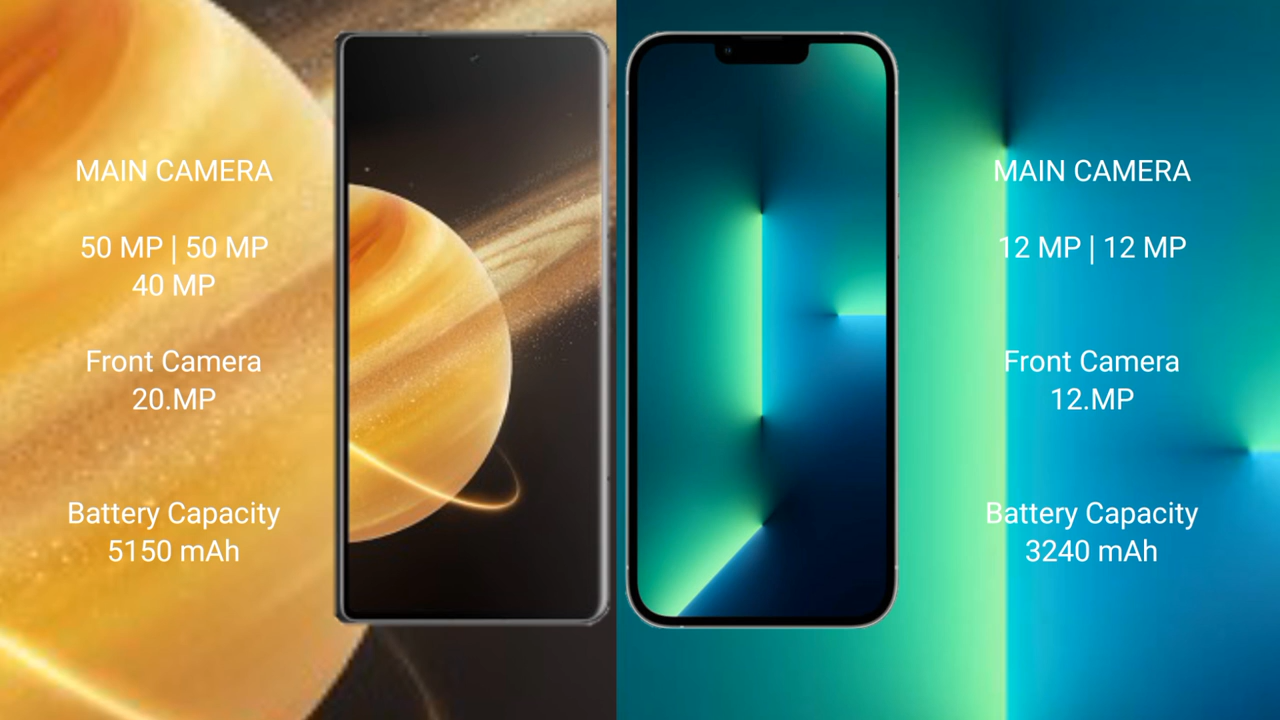 MAIN CAMERA
50 MP | 50 MP
40 MP
Front Camera
20.MP
Battery Capacity
5150 mAh
MAIN CAMERA
12 MP | 12 MP
Front Camera
12.MP
Battery Capacity
3240 mAh